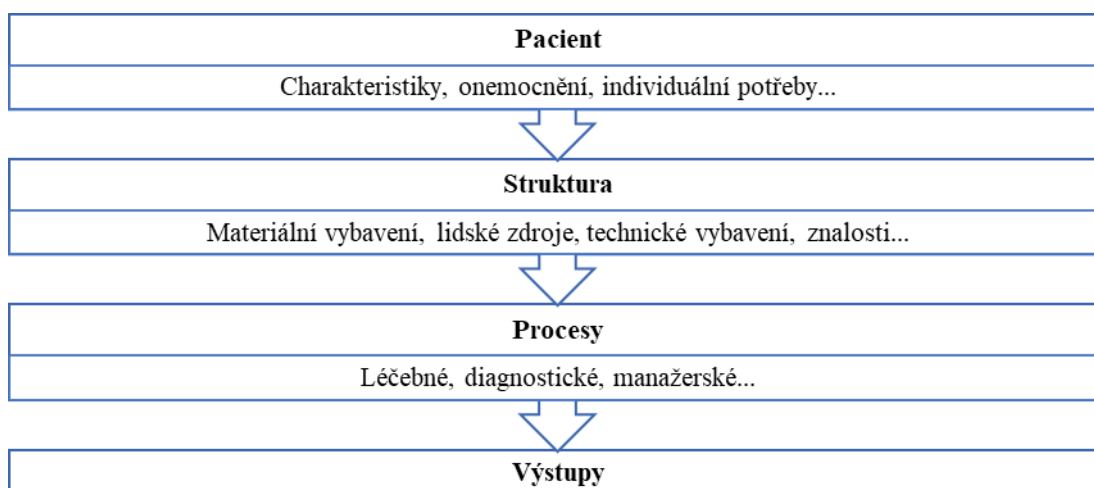 Pacient
Charakteristiky, onemocnění, individuální potřeby...
Struktura
Materiální vybavení, lidské zdroje, technické vybavení, znalosti...
Procesy
Léčebné, diagnostické, manažerské...
Výstupy